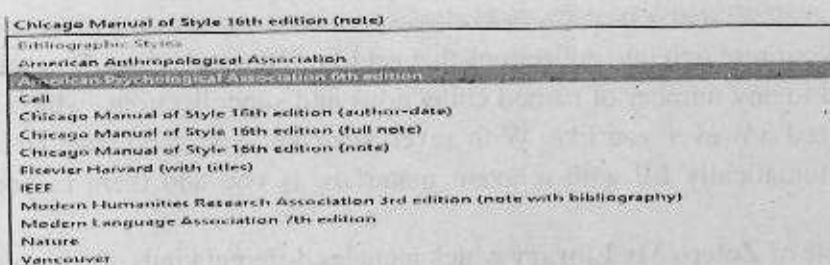 Chicago Manual of Style 16th edition (note)
Bibliographic Styles
American Anthropological Association
American Psychological Association 6th edition
Cell
Chicago Manual of Style 16th edition (author-date)
Chicago Manual of Style 16th edition (full note)
Chicago Manual of Style 16th edition (note)
Elsevier Harvard (with titles)
IEEE
Modern Humanities Research Association 3rd edition (note with bibliography)
Modern Language Association 7th edition
Nature
Vancouver